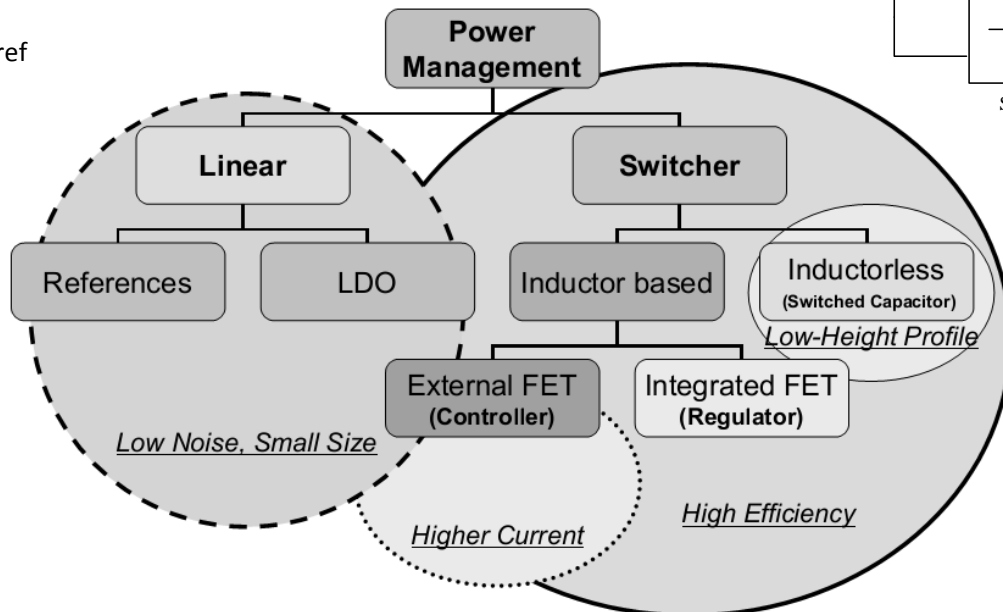 ref
Power
Management
s
Linear
Switcher
References
LDO
Inductor based
Inductorless
(Switched Capacitor)
Low-Height Profile
External FET
(Controller)
Integrated FET
(Regulator)
Low Noise, Small Size
Higher Current
High Efficiency